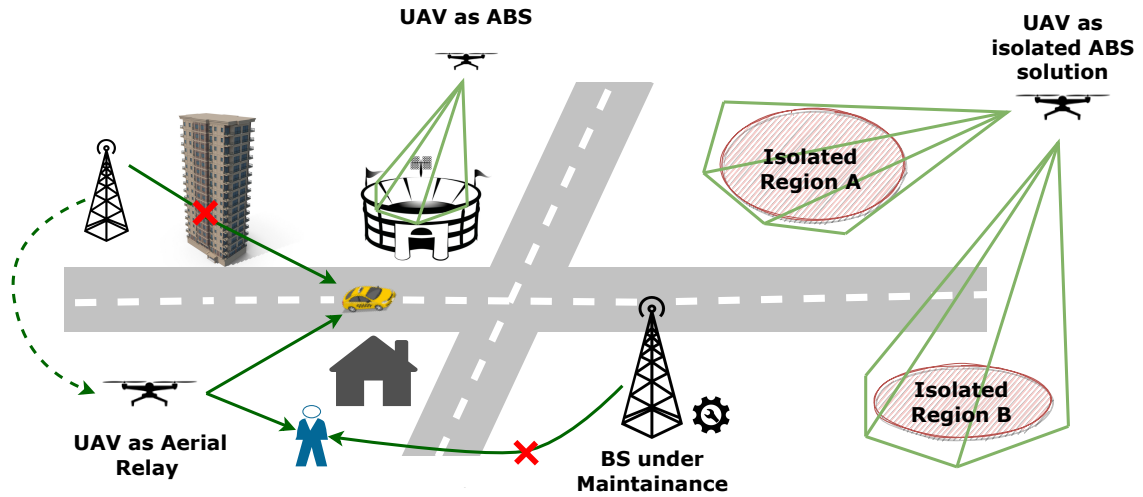 UAV as ABS
UAV as
isolated ABS
solution
Isolated
Region A
Isolated
Region B
UAV as Aerial
Relay
BS under
Maintainance